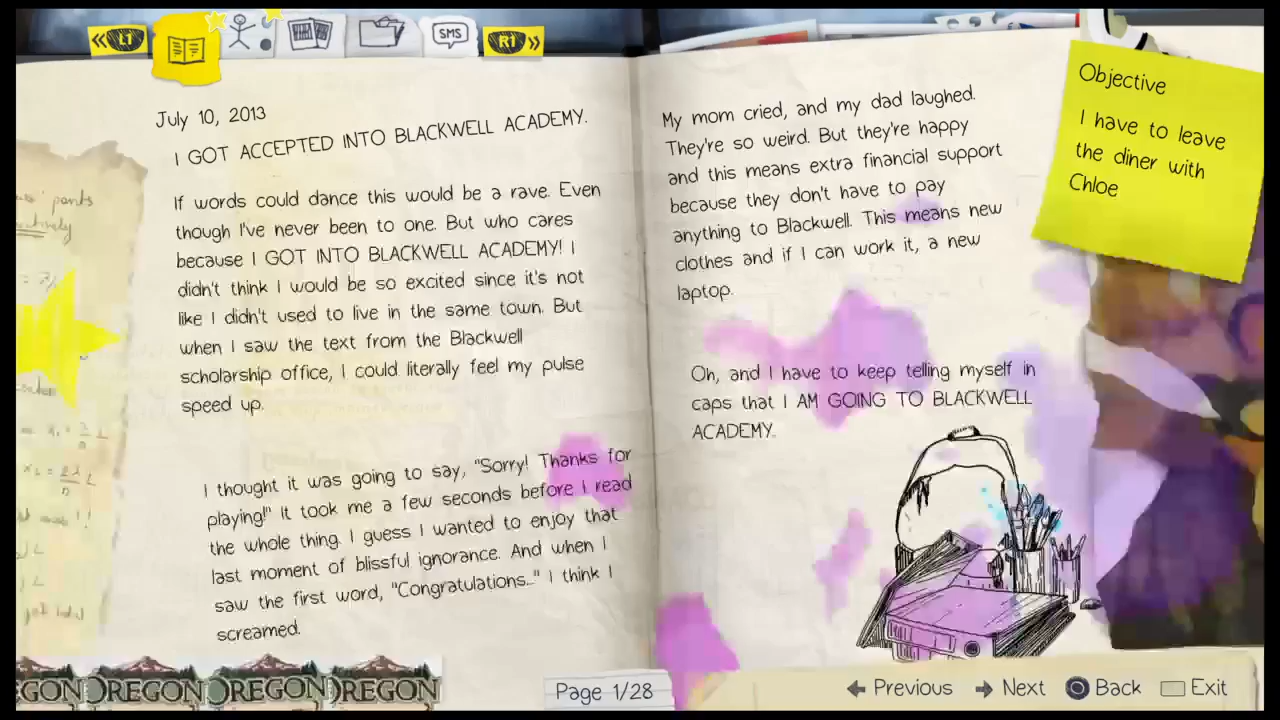 L1
SMS
R1
July 10, 2013
I GOT ACCEPTED INTO BLACKWELL ACADEMY.
If words could dance this would be a rave. Even
though I've never been to one. But who cares
because I GOT INTO BLACKWELL ACADEMY! I
didn't think I would be so excited since it's not
like I didn't used to live in the same town. But
when I saw the text from the Blackwell
scholarship office, I could literally feel my pulse
speed up.
I thought it was going to say, "Sorry! Thanks for
playing!" It took me a few seconds before I read
the whole thing. I guess I wanted to enjoy that
last moment of blissful ignorance. And when I
saw the first word, "Congratulations..." I think I
screamed.
My mom cried, and my dad laughed.
They're so weird. But they're happy
and this means extra financial support
because they don't have to pay
anything to Blackwell. This means new
clothes and if I can work it, a new
laptop.
Oh, and I have to keep telling myself in
caps that I AM GOING TO BLACKWELL
ACADEMY.
Objective
I have to leave
the diner with
Chloe
pants
GON OREGON OREGON OREGON
Page 1/28
Previous Next Back Exit